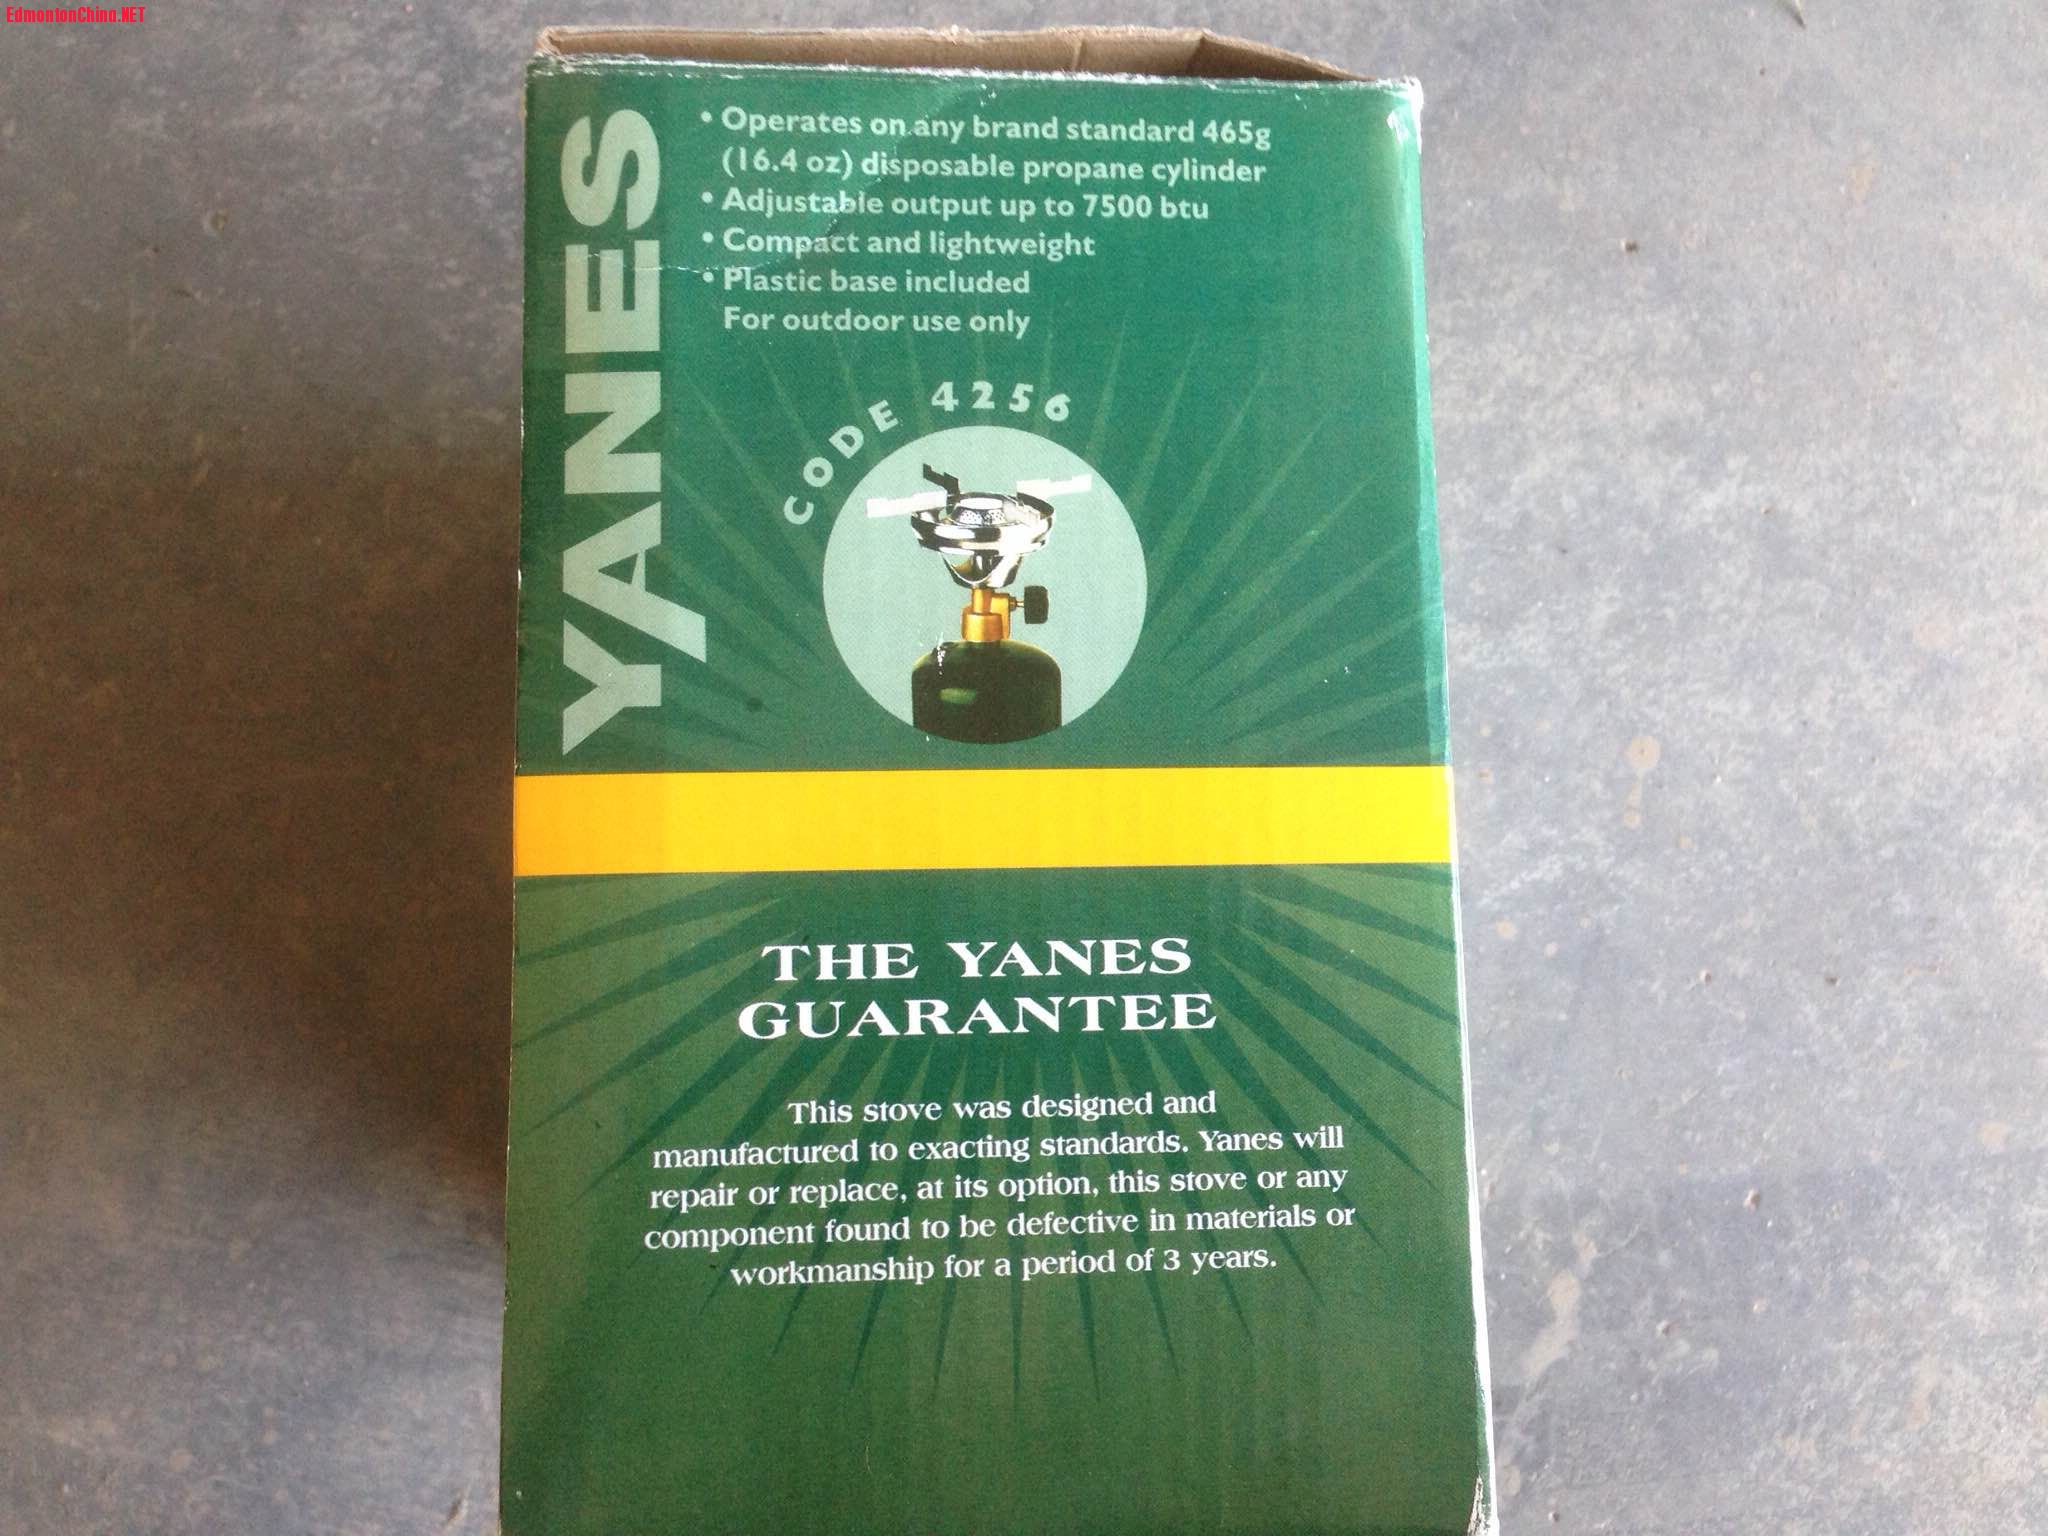 EdmontonChina.NET
YANES
• Operates on any brand standard 465g
(16.4 oz) disposable propane cylinder
• Adjustable output up to 7500 btu
• Compact and lightweight
• Plastic base included
For outdoor use only
CODE 4256
THE YANES
GUARANTEE
This stove was designed and
manufactured to exacting standards. Yanes will
repair or replace, at its option, this stove or any
component found to be defective in materials or
workmanship for a period of 3 years.